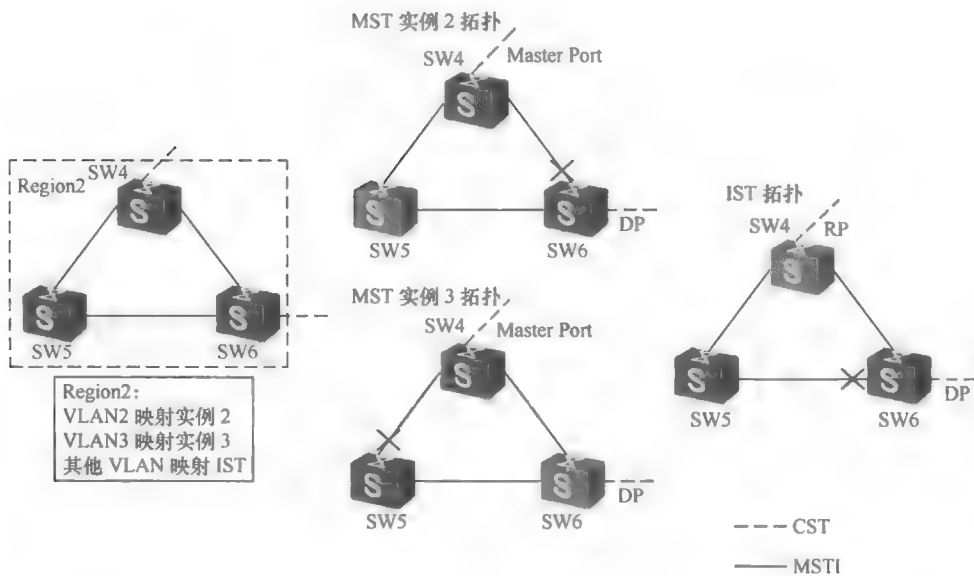 MST 实例 2 拓扑
SW4
Master Port
SW5
SW6
DP
Region2
SW4
SW5
SW6
Region2:
VLAN2 映射实例 2
VLAN3 映射实例 3
其他 VLAN 映射 IST
MST 实例 3 拓扑
SW4
Master Port
SW5
SW6
DP
IST 拓扑
SW4
RP
SW5
SW6
DP
CST
MSTI